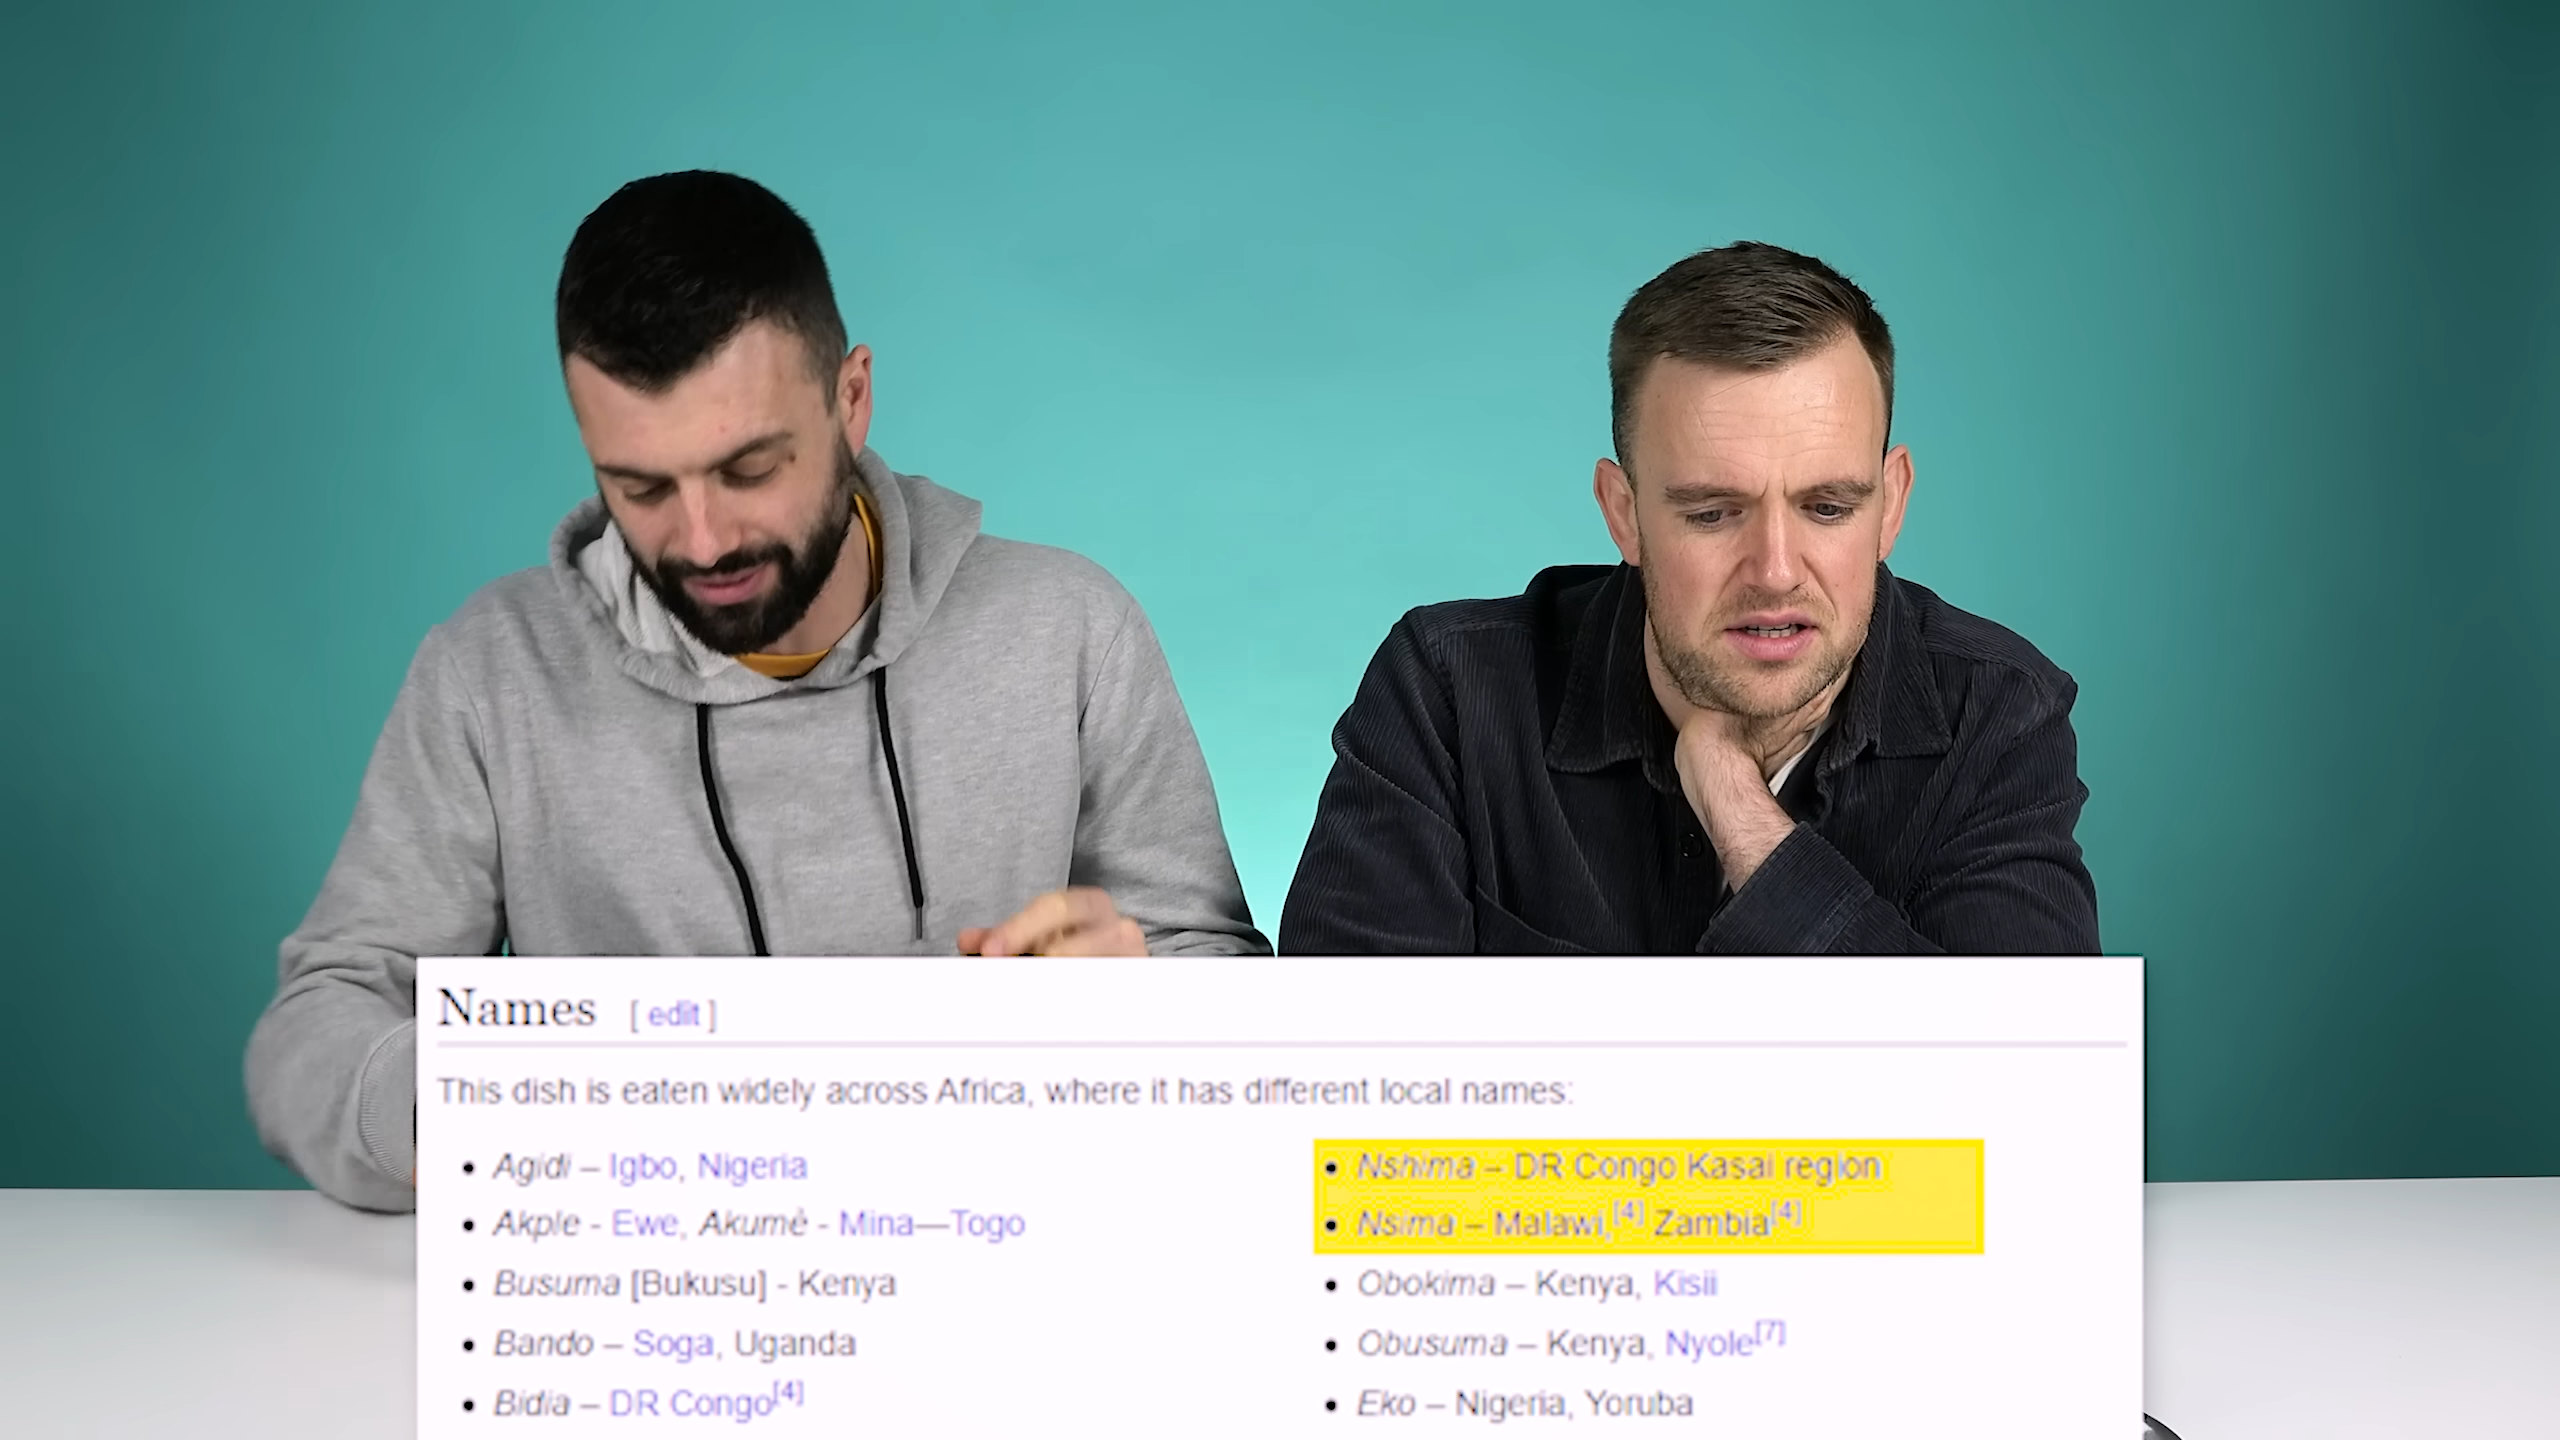 Names [ edit ]
This dish is eaten widely across Africa, where it has different local names:
• Agidi – Igbo, Nigeria
• Akple - Ewe, Akumè - Mina—Togo
• Busuma [Bukusu] - Kenya
• Bando – Soga, Uganda
• Bidia – DR Congo[4]
• Nshima – DR Congo Kasai region
• Nsima – Malawi,[4] Zambia[4]
• Obokima – Kenya, Kisii
• Obusuma – Kenya, Nyole[7]
• Eko – Nigeria, Yoruba